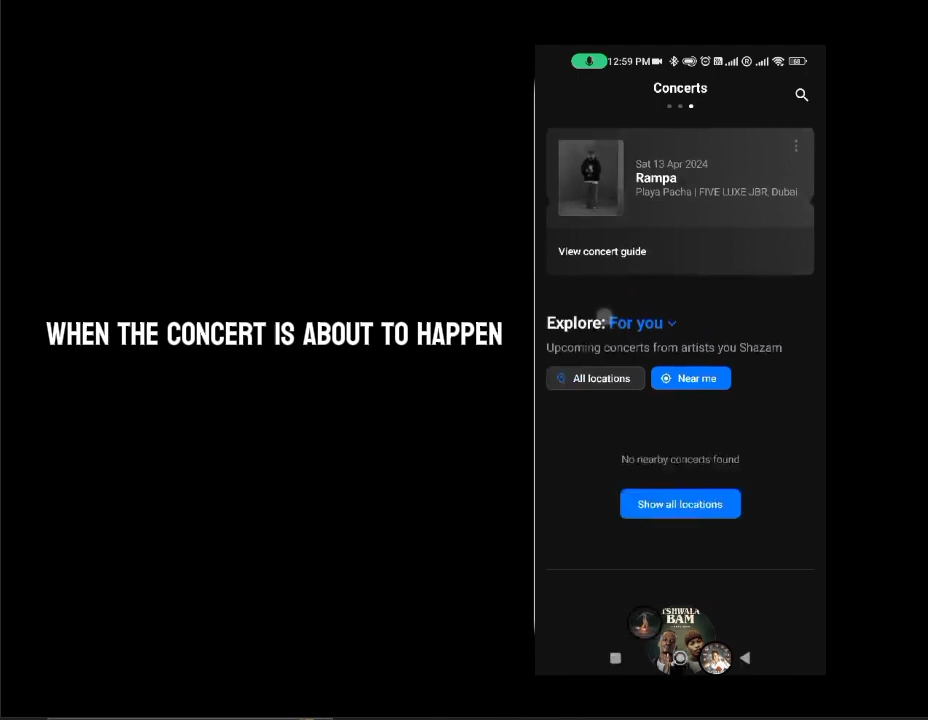 WHEN THE CONCERT IS ABOUT TO HAPPEN
12:59 PM
Concerts
Sat 13 Apr 2024
Rampa
Playa Pacha | FIVE LUXE JBR, Dubai
View concert guide
Explore: For you
Upcoming concerts from artists you Shazam
All locations
Near me
No nearby concerts found
Show all locations
TSHWALA
BAM